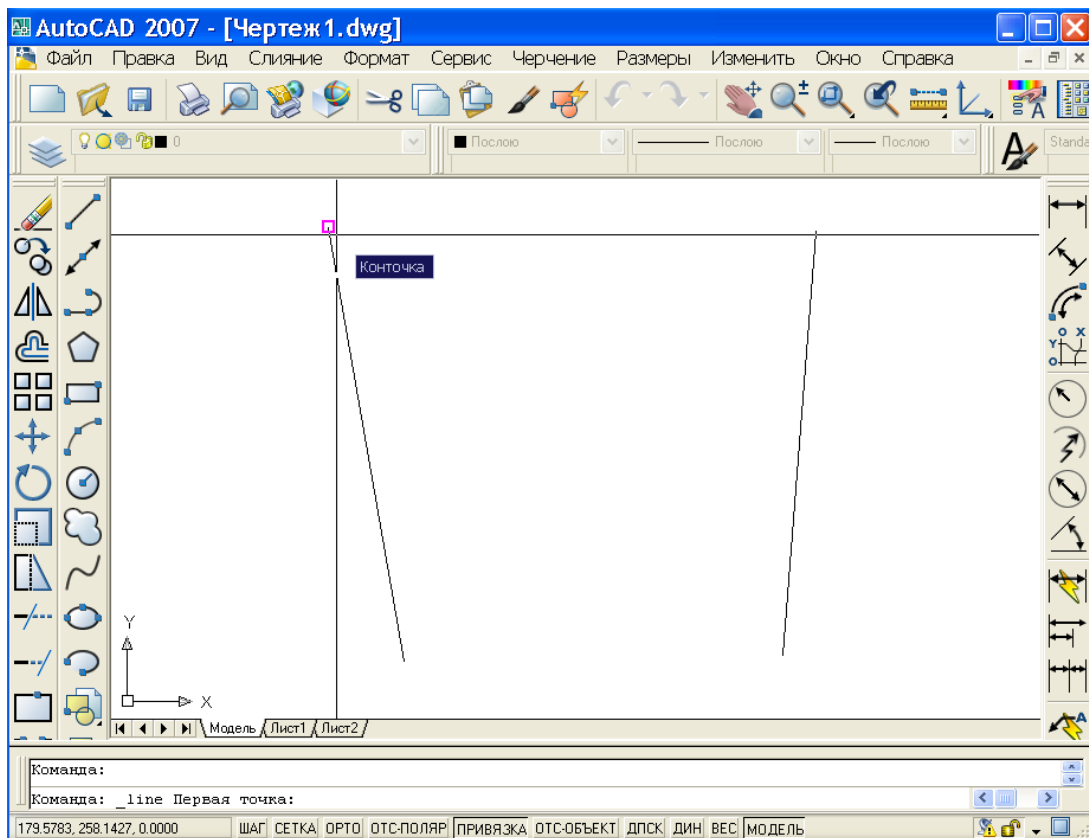 AutoCAD 2007 - [Чертеж1.dwg]
Файл Правка Вид Слияние Формат Сервис Черчение Размеры Изменить Окно Справка
0 Послою Послою Послою Standa
Конточка
Y
X
Модель Лист1 Лист2
Команда:
Команда: _line Первая точка:
179.5783, 258.1427, 0.0000 ШАГ СЕТКА ОРТО ОТС-ПОЛЯР ПРИВЯЗКА ОТС-ОБЪЕКТ ДПСК ДИН ВЕС МОДЕЛЬ